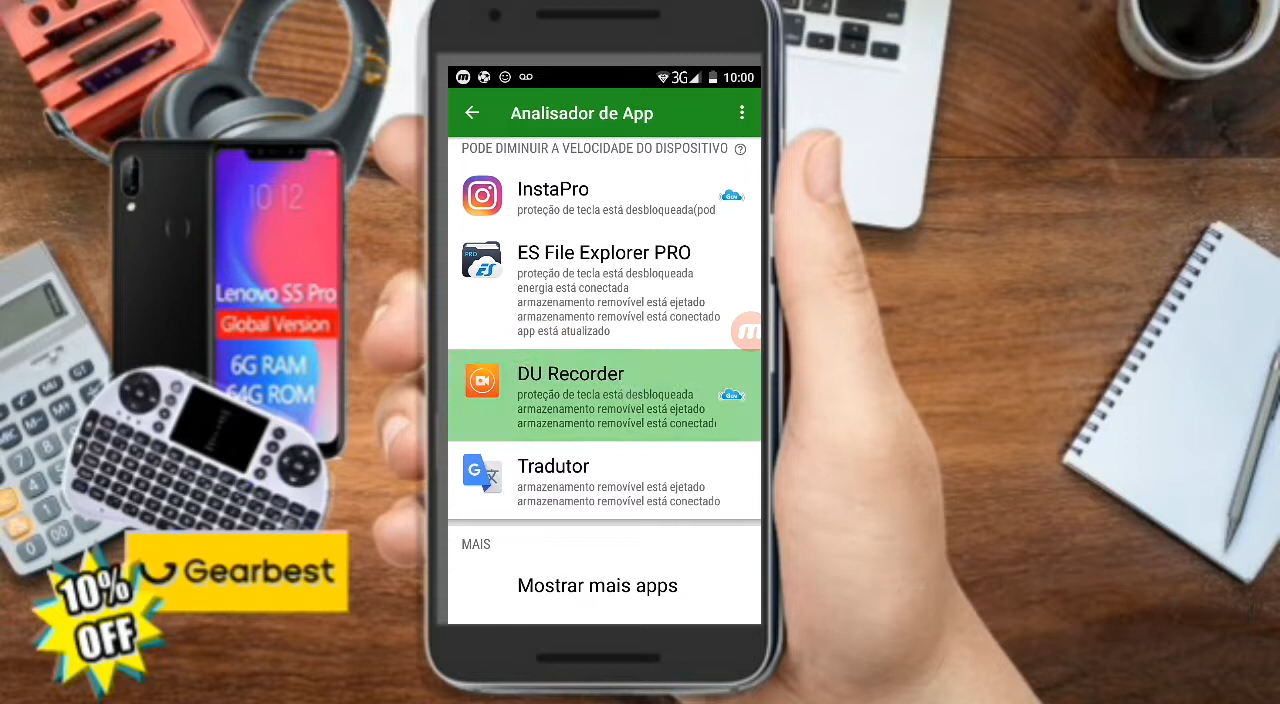 10:12
Lenovo S5 Pro
Global Version
6G RAM
64G ROM
Gearbest
10%
OFF
3G 10:00
Analisador de App
PODE DIMINUIR A VELOCIDADE DO DISPOSITIVO
InstaPro
proteção de tecla está desbloqueada(pod
ES File Explorer PRO
proteção de tecla está desbloqueada
energia está conectada
armazenamento removível está ejetado
armazenamento removível está conectado
app está atualizado
DU Recorder
proteção de tecla está desbloqueada
armazenamento removível está ejetado
armazenamento removível está conectad
Tradutor
armazenamento removível está ejetado
armazenamento removível está conectado
MAIS
Mostrar mais apps